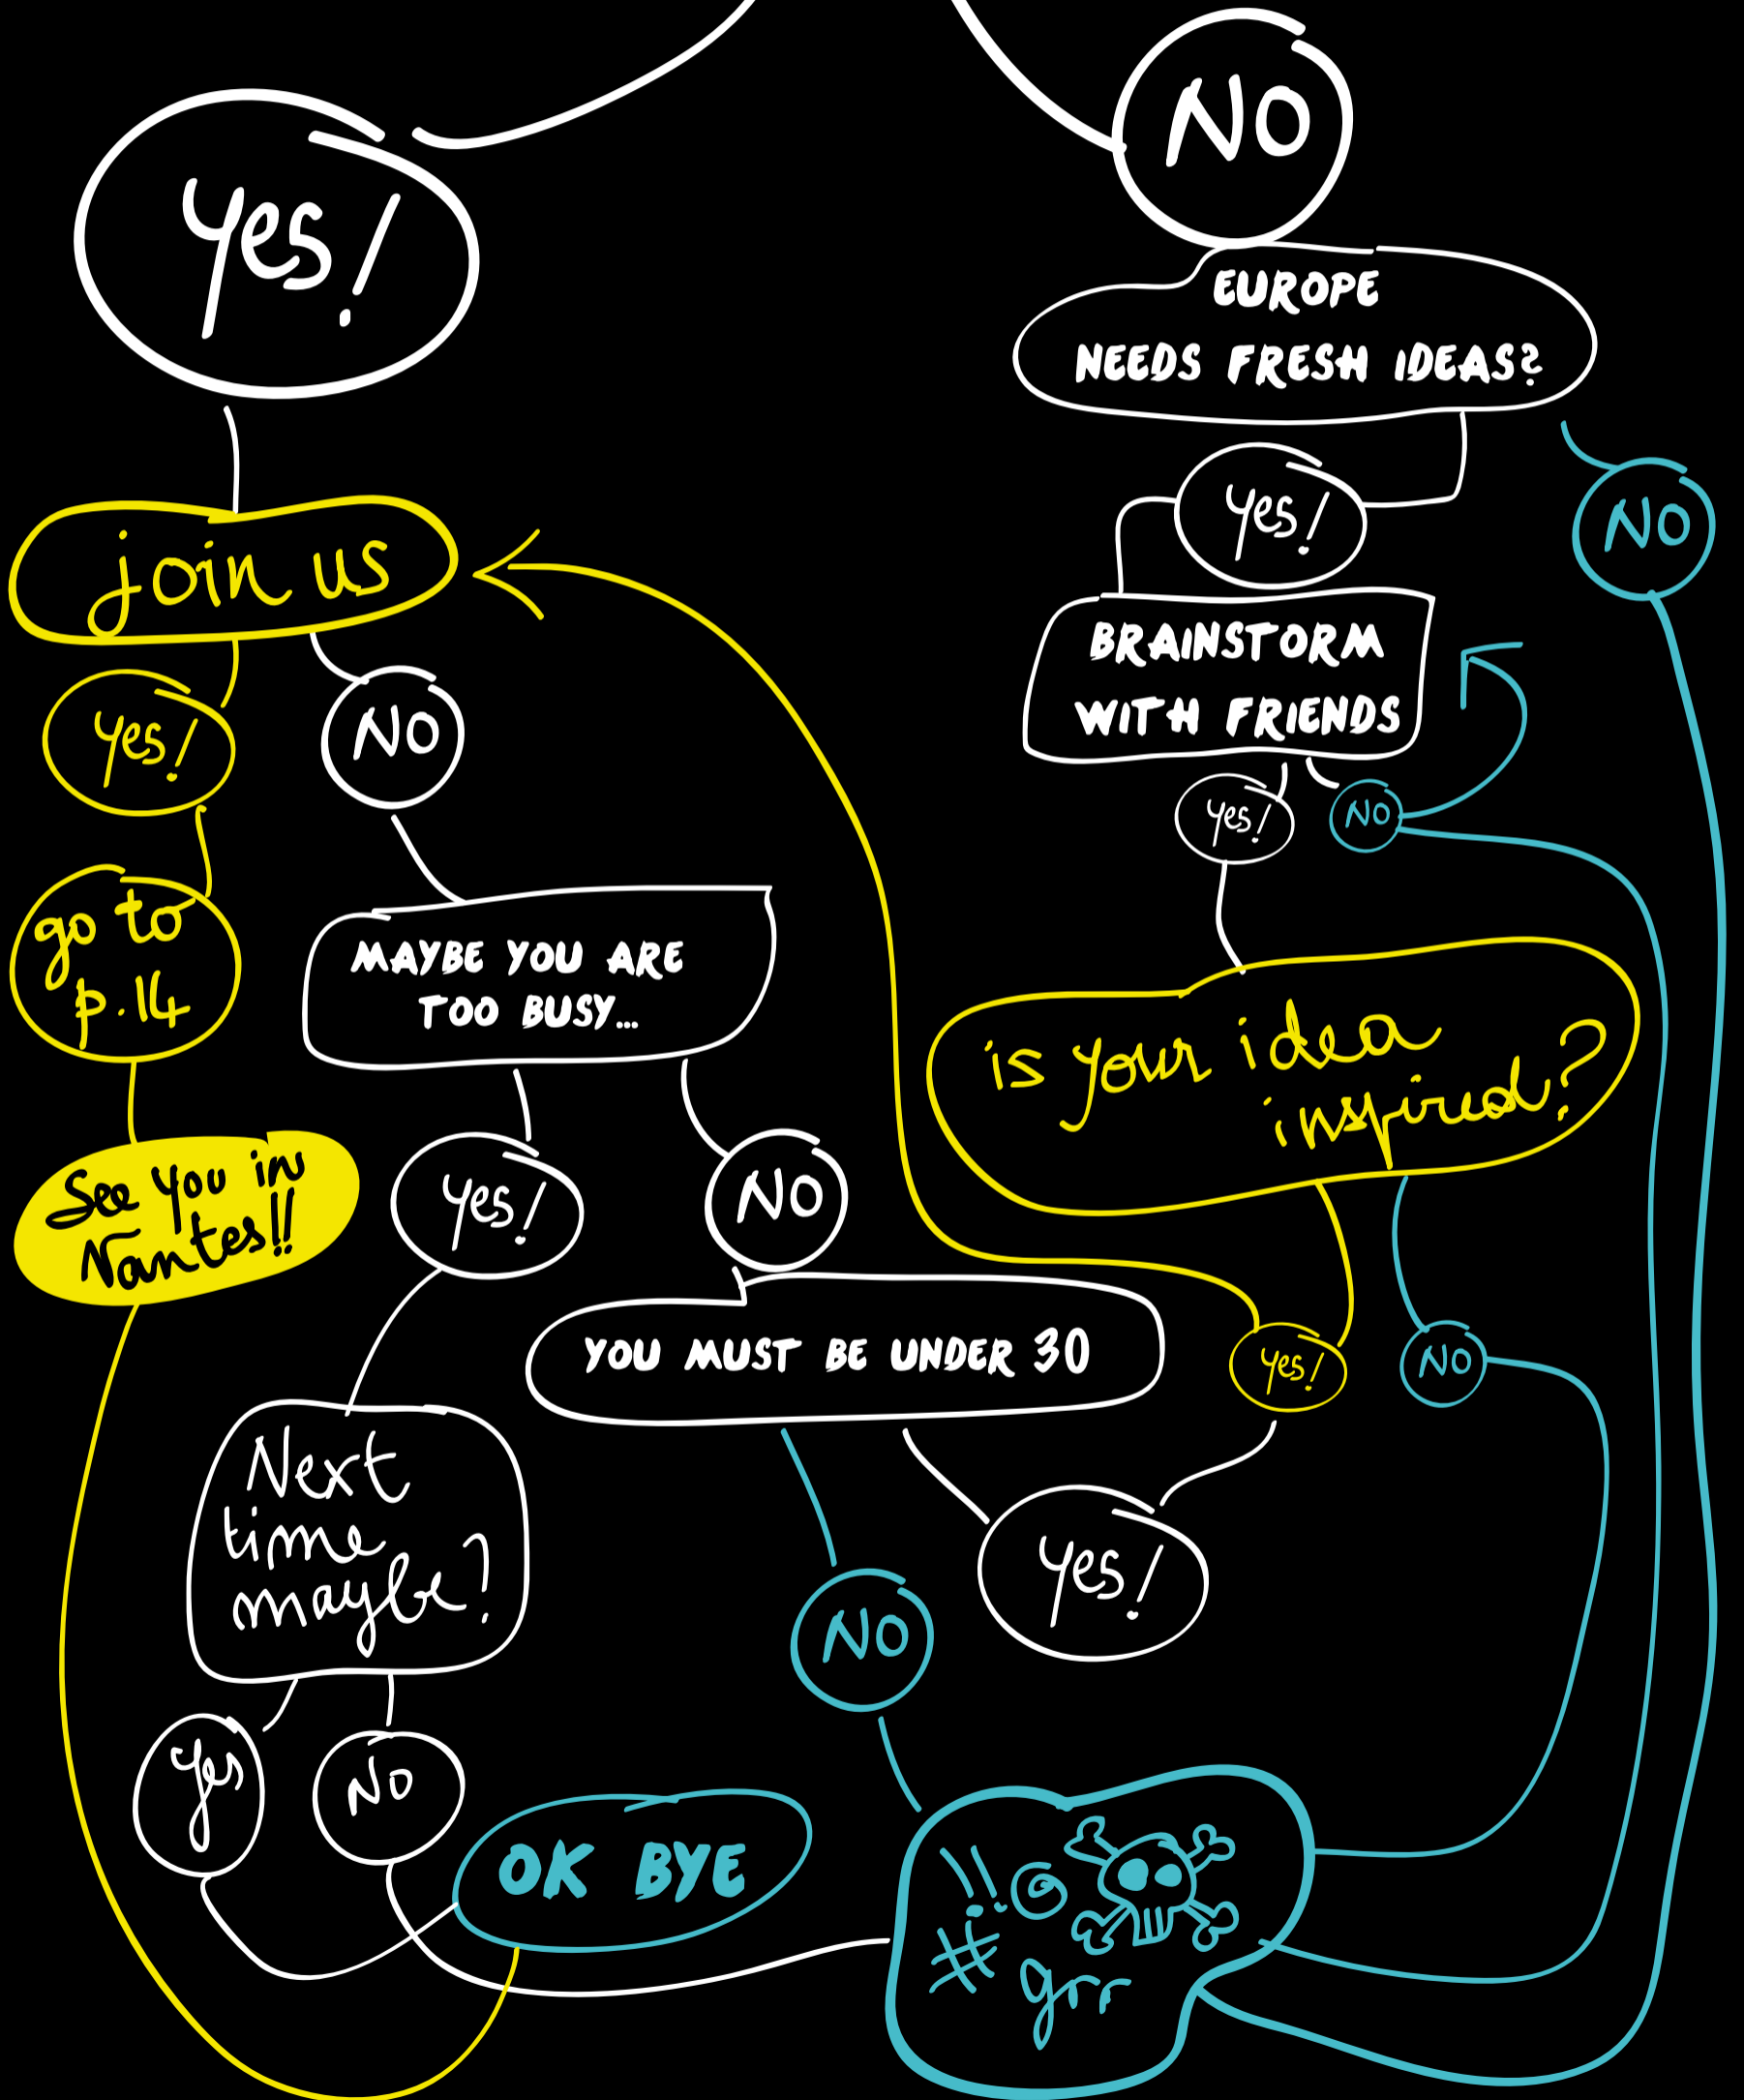 NO
Yes!
EUROPE
NEEDS FRESH IDEAS?
Yes!
NO
join us
BRAINSTORM
WITH FRIENDS
Yes!
NO
Yes!
NO
go to
p.14
MAYBE YOU ARE
TOO BUSY...
is your idea
inspired?
See you in
Nantes!!
Yes!
NO
YOU MUST BE UNDER 30
Yes!
NO
Next
time
maybe?
Yes!
NO
Yes
NO
OK BYE
!!@
#
grr